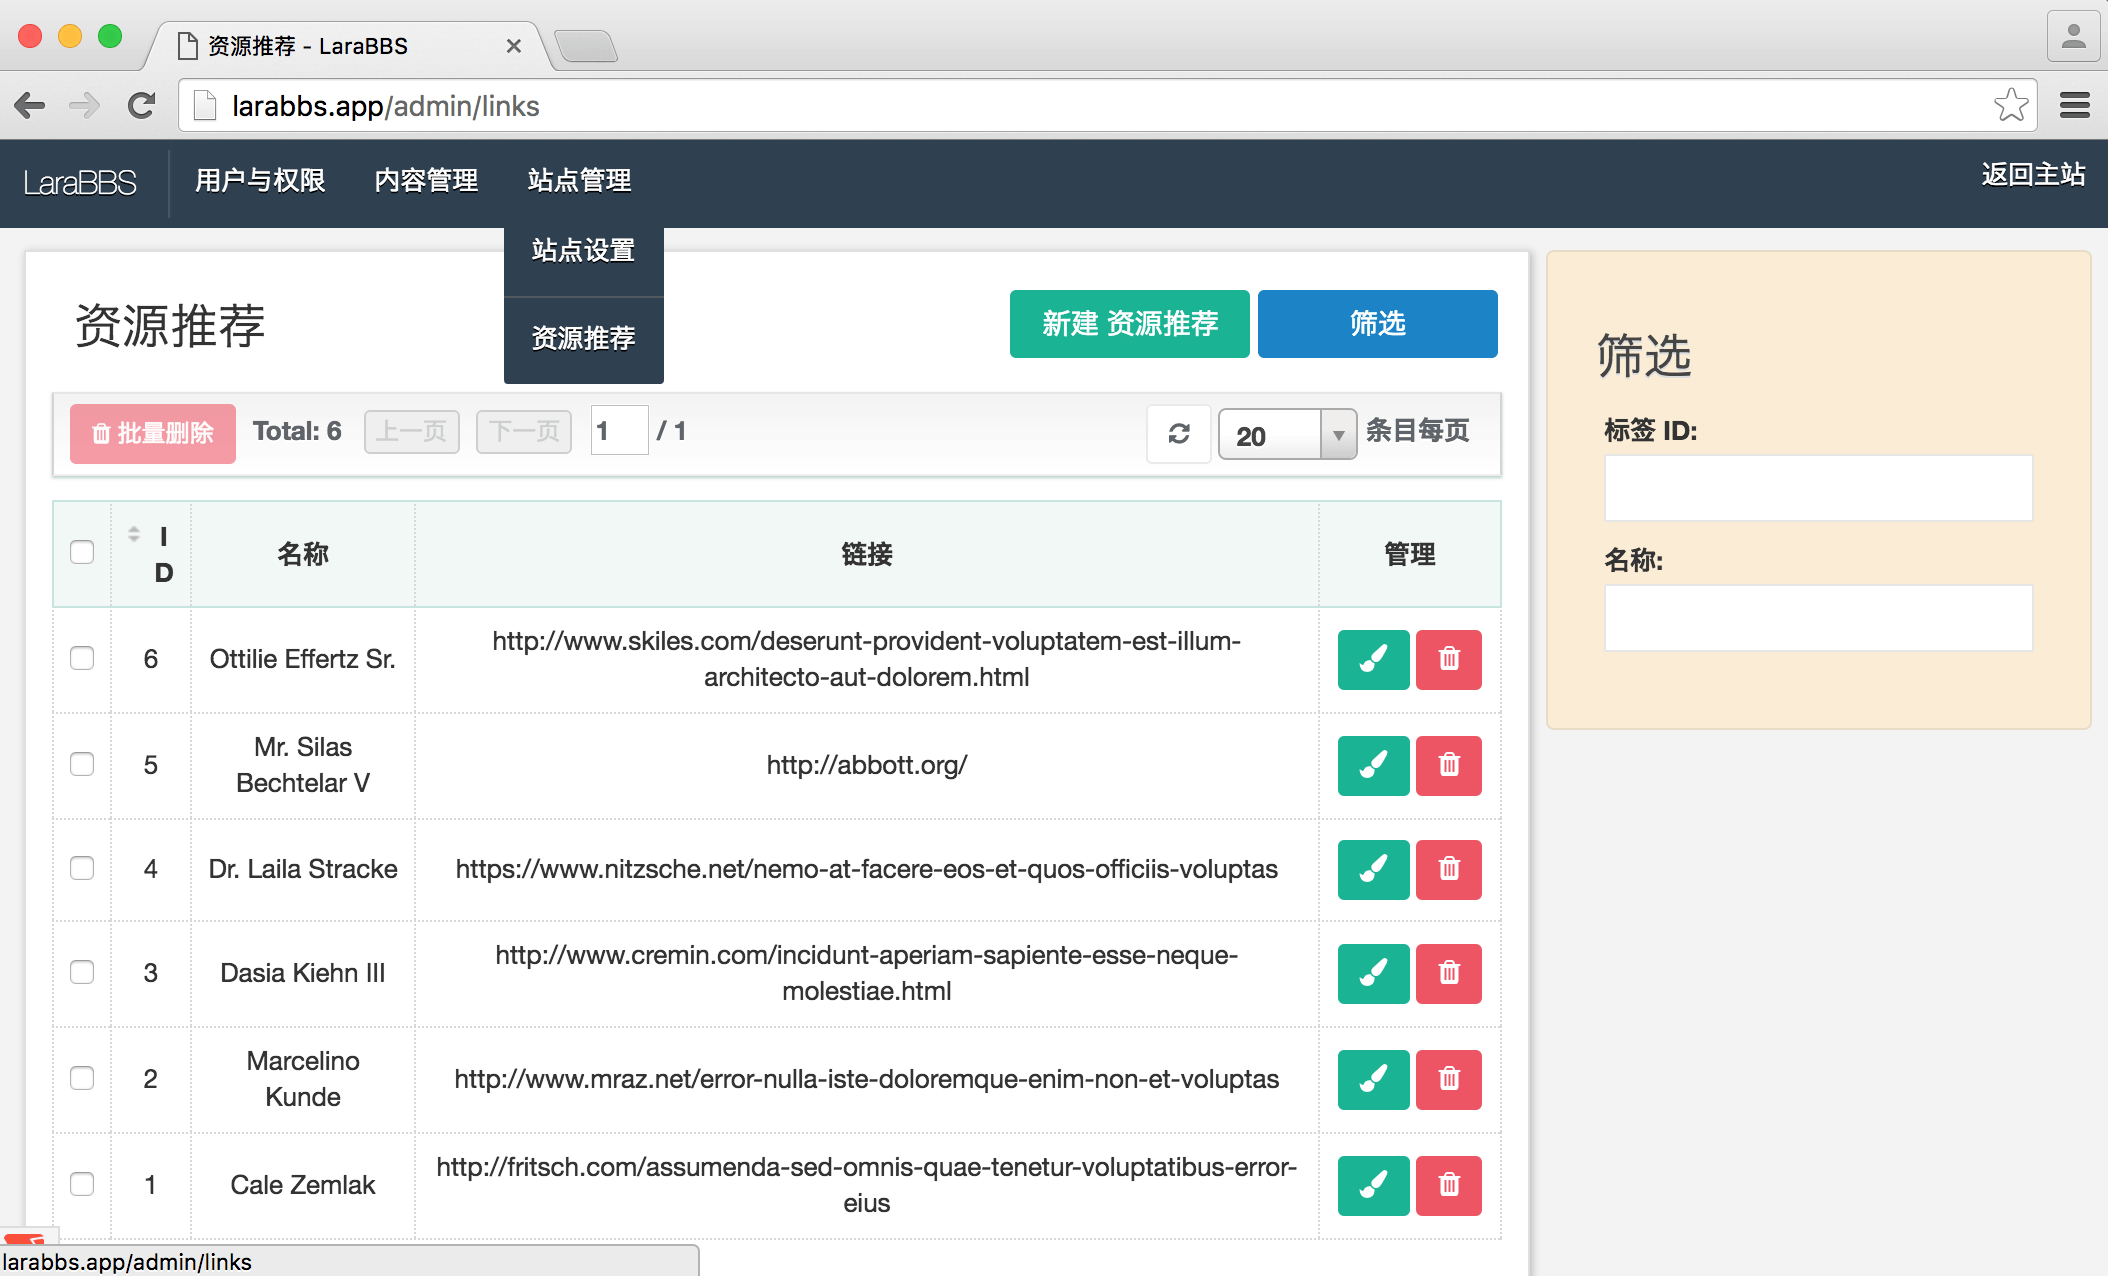 资源推荐 - LaraBBS
larabbs.app/admin/links
LaraBBS
用户与权限
内容管理
站点管理
返回主站
站点设置
资源推荐
资源推荐
新建 资源推荐
筛选
批量删除
Total: 6
上一页
下一页
1
/ 1
20
条目每页
ID
名称
链接
管理
6
Ottilie Effertz Sr.
http://www.skiles.com/deserunt-provident-voluptatem-est-illum-
architecto-aut-dolorem.html
5
Mr. Silas
Bechtelar V
http://abbott.org/
4
Dr. Laila Stracke
https://www.nitzsche.net/nemo-at-facere-eos-et-quos-officiis-voluptas
3
Dasia Kiehn III
http://www.cremin.com/incidunt-aperiam-sapiente-esse-neque-
molestiae.html
2
Marcelino
Kunde
http://www.mraz.net/error-nulla-iste-doloremque-enim-non-et-voluptas
1
Cale Zemlak
http://fritsch.com/assumenda-sed-omnis-quae-tenetur-voluptatibus-error-
eius
筛选
标签 ID:
名称:
larabbs.app/admin/links